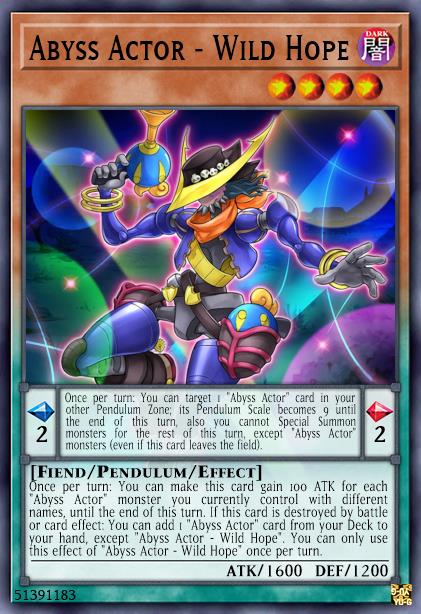 Abyss Actor - Wild Hope
DARK
闇
Once per turn: You can target 1 "Abyss Actor" card in your
other Pendulum Zone; its Pendulum Scale becomes 9 until
the end of this turn, also you cannot Special Summon
monsters for the rest of this turn, except "Abyss Actor"
monsters (even if this card leaves the field).
2
2
[Fiend/Pendulum/Effect]
Once per turn: You can make this card gain 100 ATK for each
"Abyss Actor" monster you currently control with different
names, until the end of this turn. If this card is destroyed by battle
or card effect: You can add 1 "Abyss Actor" card from your Deck to
your hand, except "Abyss Actor - Wild Hope". You can only use
this effect of "Abyss Actor - Wild Hope" once per turn.
ATK/1600 DEF/1200
51391183